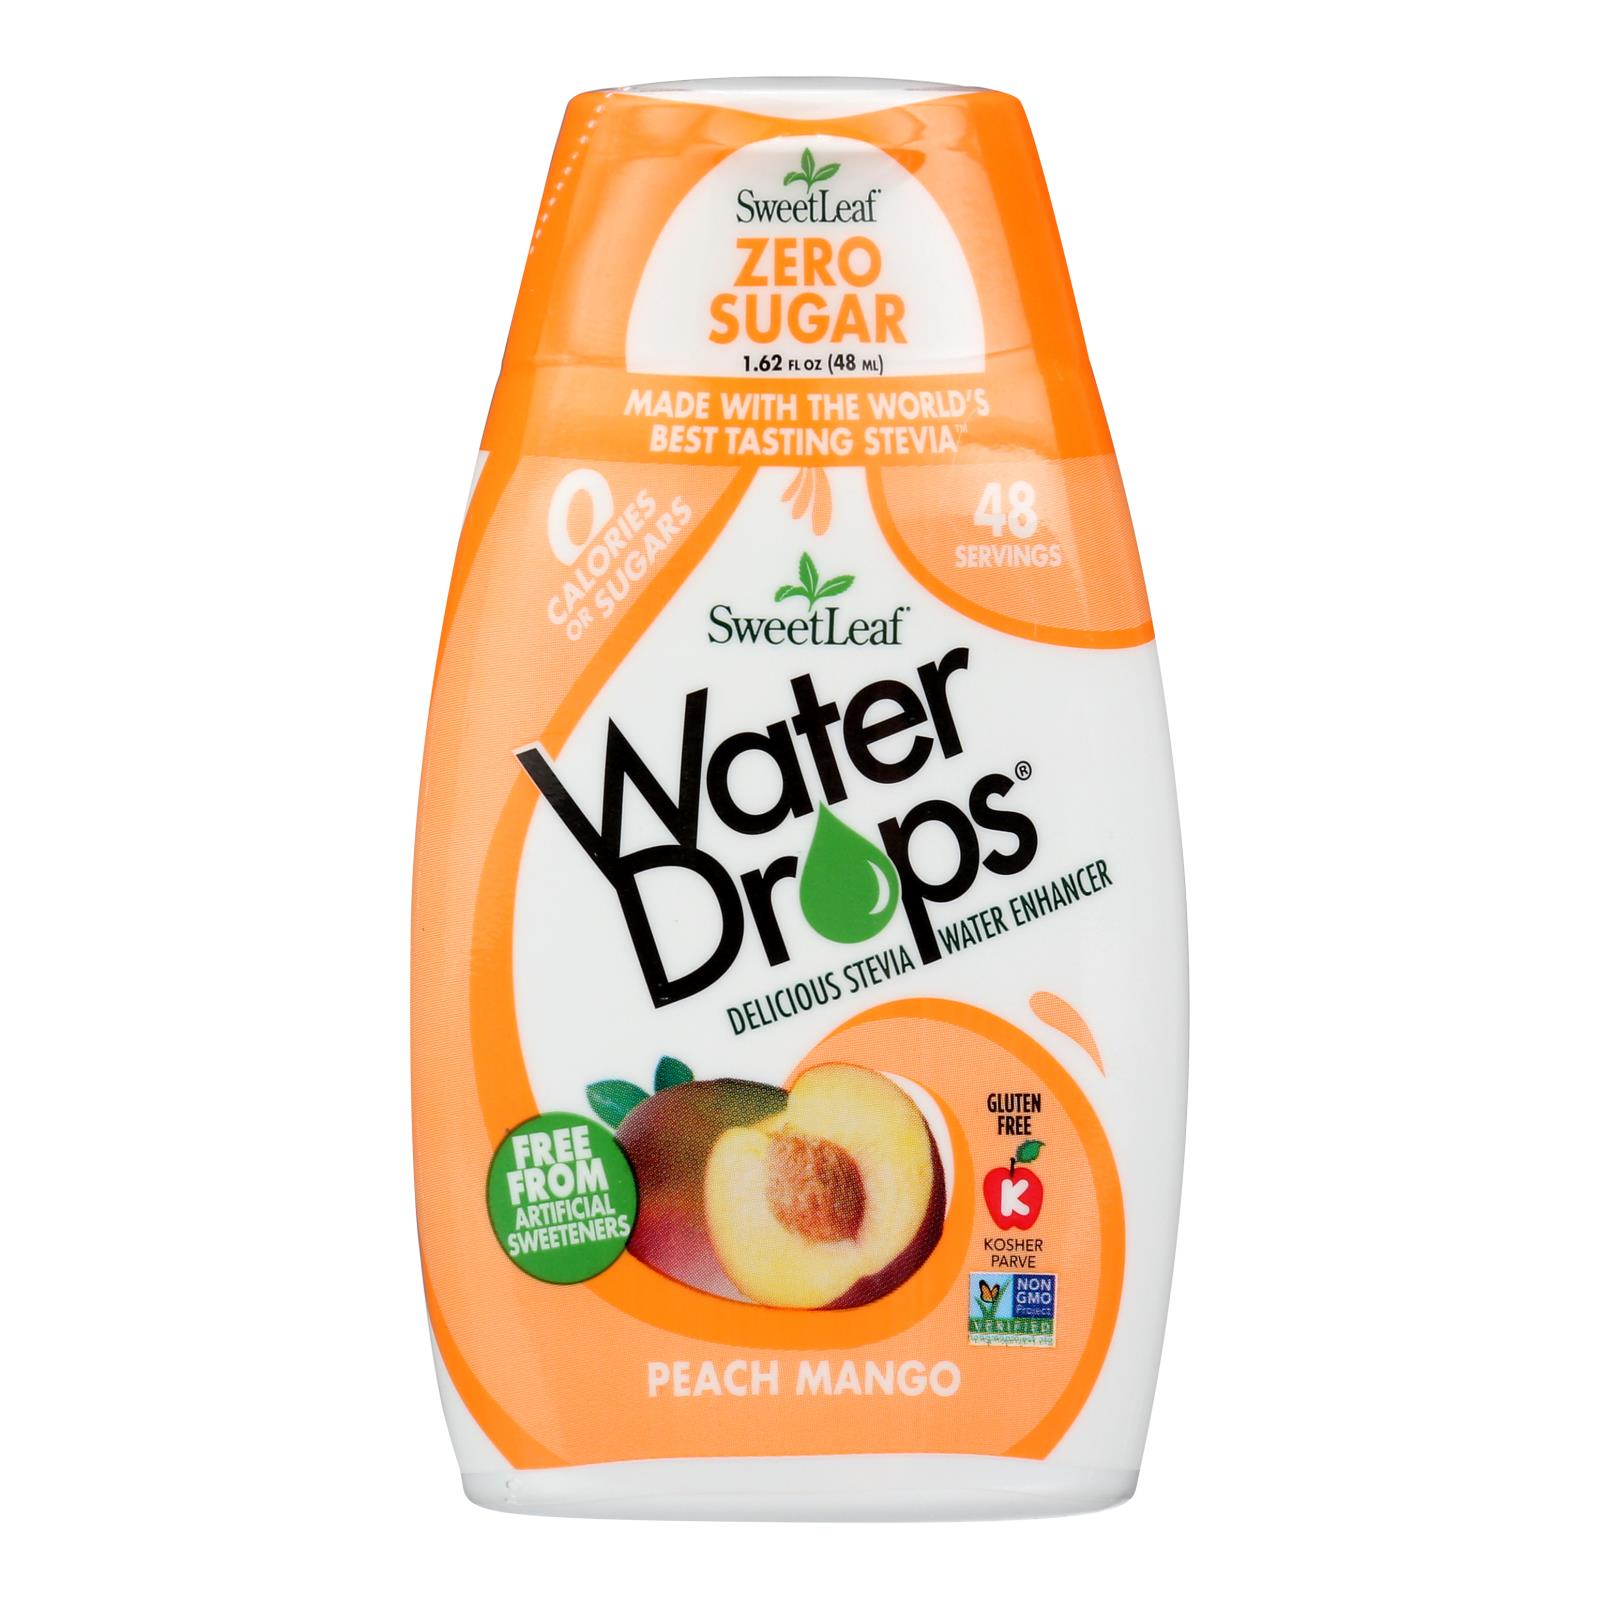 SweetLeaf
ZERO
SUGAR
1.62 FL OZ (48 ML)
MADE WITH THE WORLD'S
BEST TASTING STEVIA™
0
CALORIES
OR SUGARS
48
SERVINGS
SweetLeaf
Water
Drops®
DELICIOUS STEVIA WATER ENHANCER
FREE
FROM
ARTIFICIAL
SWEETENERS
GLUTEN
FREE
K
KOSHER
PARVE
NON
GMO
Project
VERIFIED
PEACH MANGO